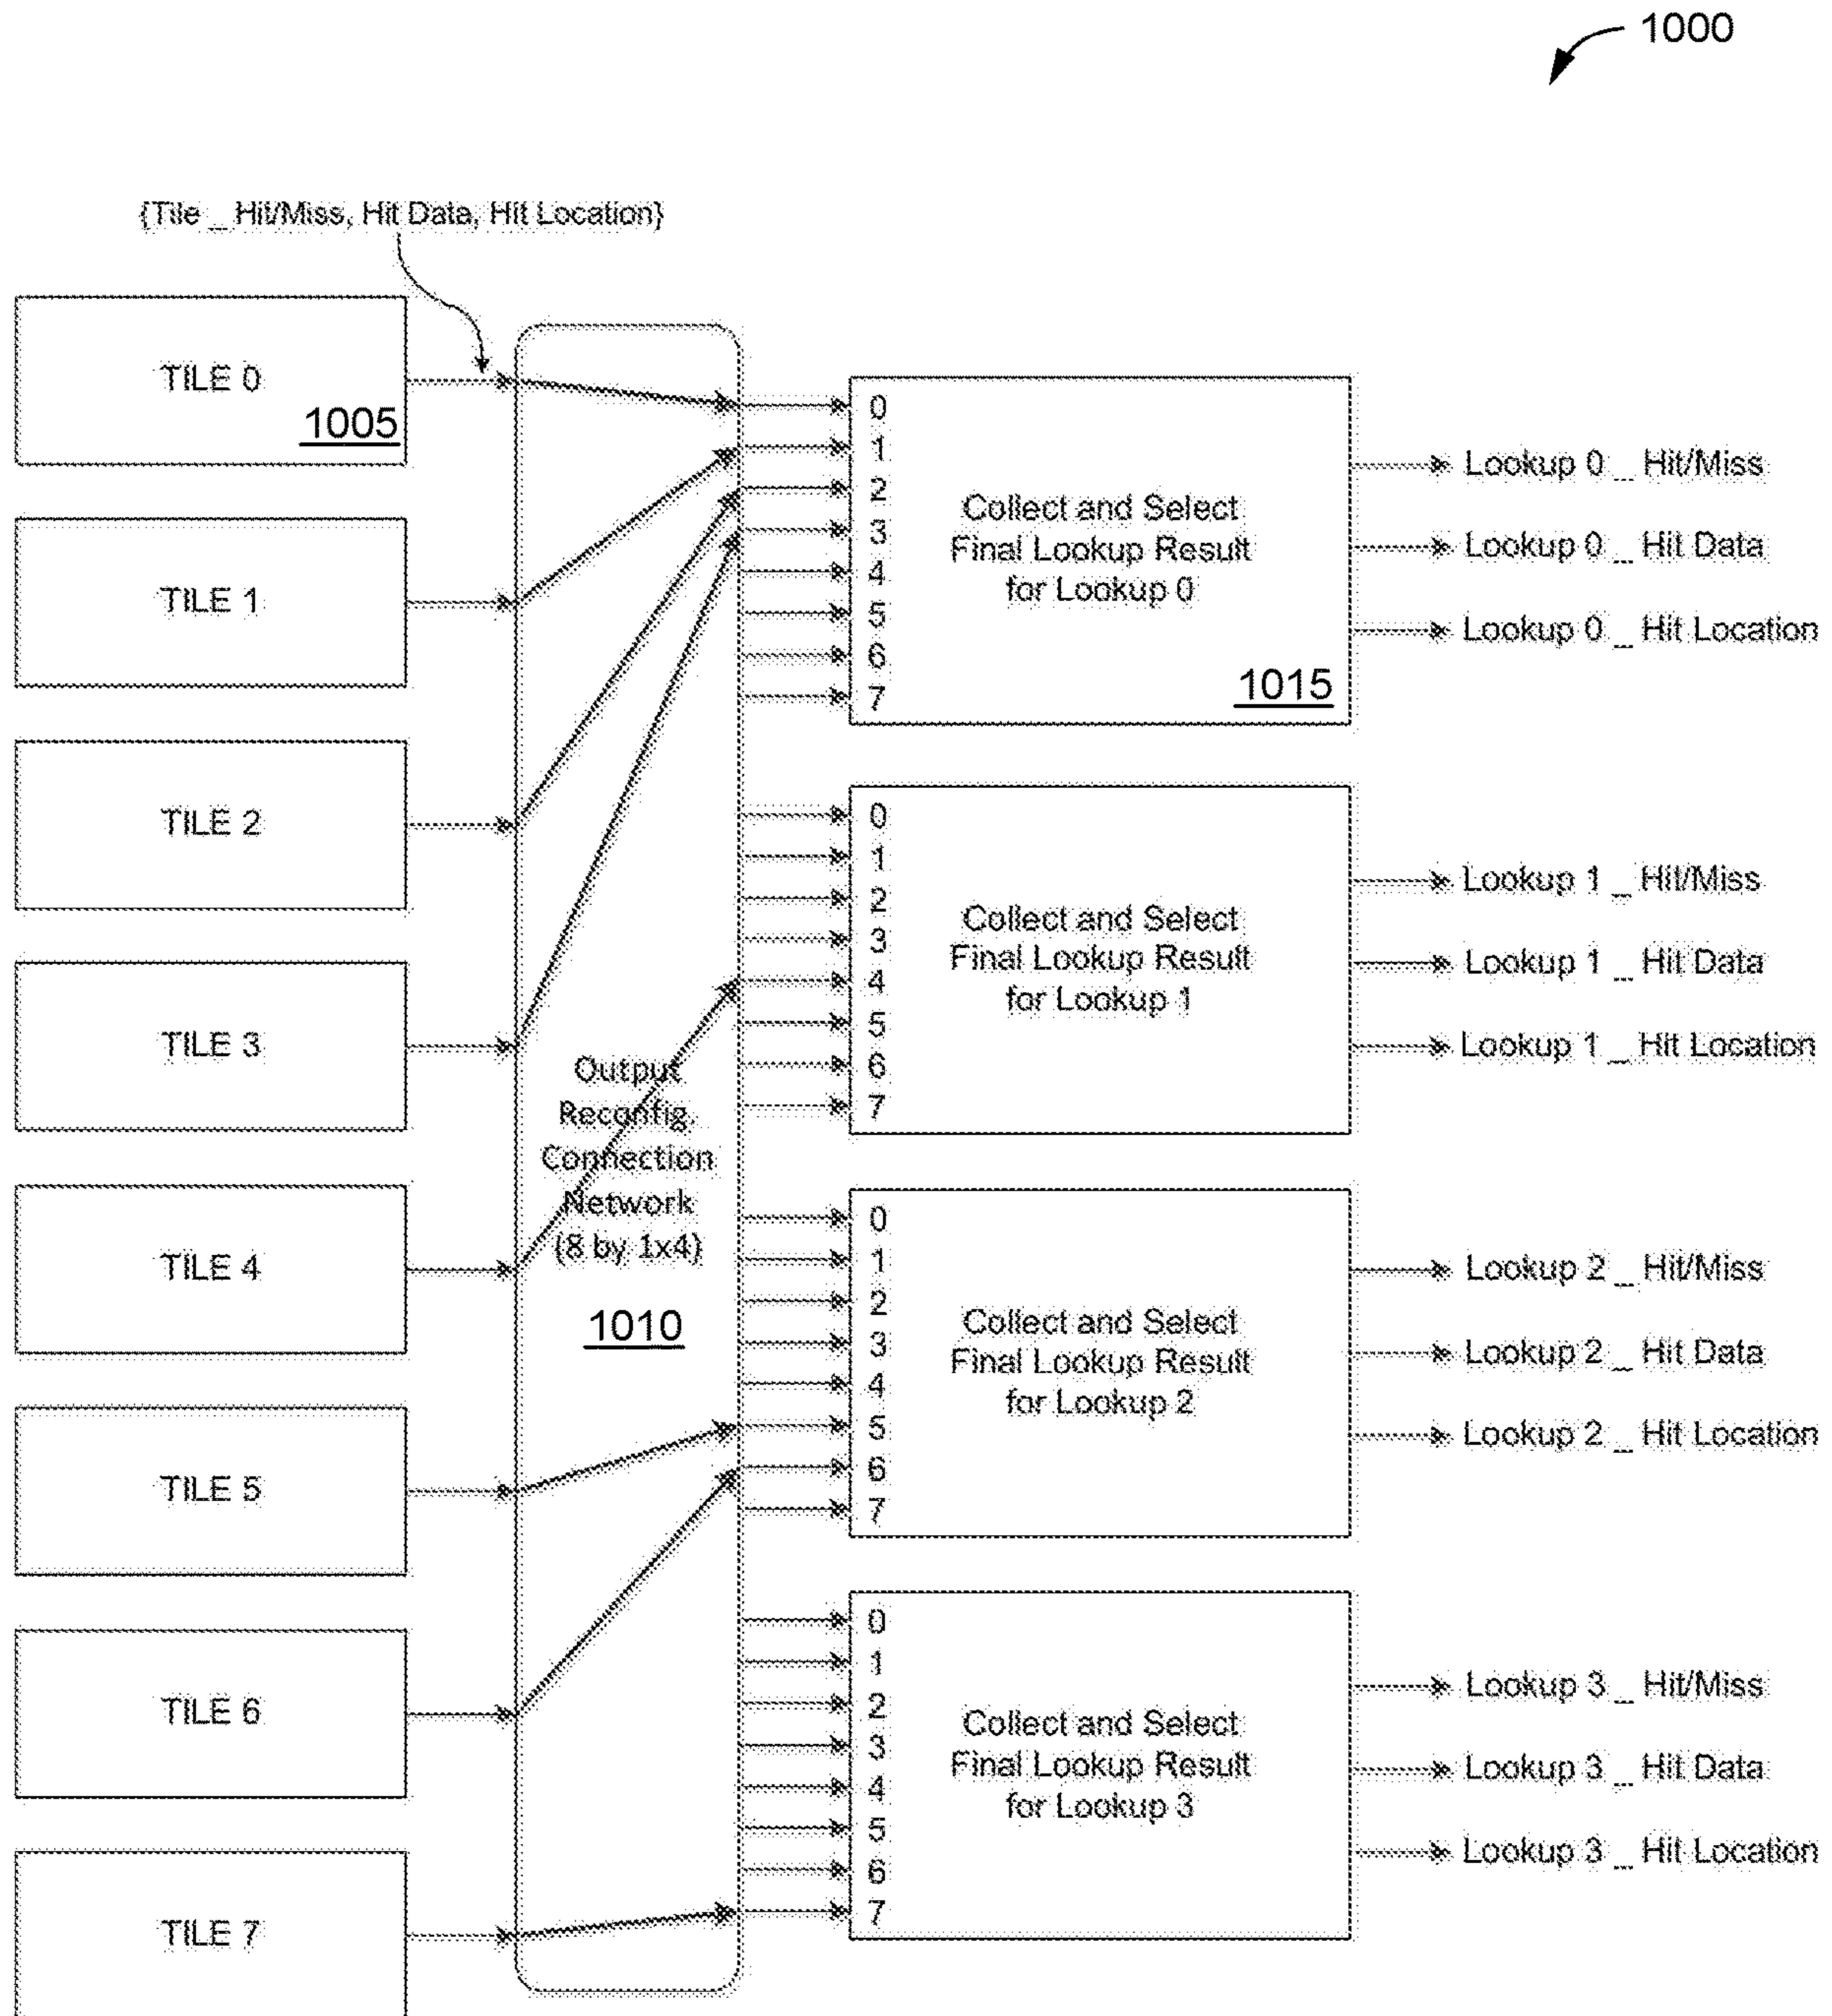 1000
{Tile _ Hit/Miss, Hit Data, Hit Location}
TILE 0
1005
TILE 1
TILE 2
TILE 3
TILE 4
TILE 5
TILE 6
TILE 7
Output
Reconfig.
Connection
Network
(8 by 1x4)
1010
0
1
2
3
4
5
6
7
Collect and Select
Final Lookup Result
for Lookup 0
1015
Lookup 0 _ Hit/Miss
Lookup 0 _ Hit Data
Lookup 0 _ Hit Location
0
1
2
3
4
5
6
7
Collect and Select
Final Lookup Result
for Lookup 1
Lookup 1 _ Hit/Miss
Lookup 1 _ Hit Data
Lookup 1 _ Hit Location
0
1
2
3
4
5
6
7
Collect and Select
Final Lookup Result
for Lookup 2
Lookup 2 _ Hit/Miss
Lookup 2 _ Hit Data
Lookup 2 _ Hit Location
0
1
2
3
4
5
6
7
Collect and Select
Final Lookup Result
for Lookup 3
Lookup 3 _ Hit/Miss
Lookup 3 _ Hit Data
Lookup 3 _ Hit Location